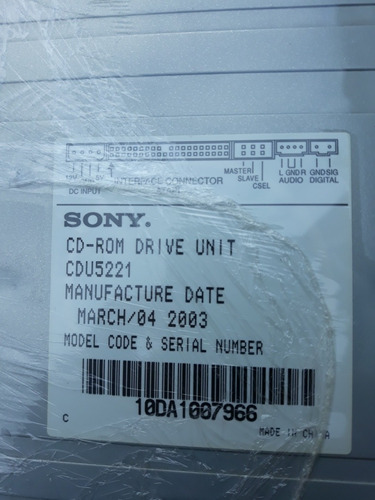 INTERFACE CONNECTOR
MASTER
SLAVE
CSEL
L GND R
AUDIO
GND SIG
DIGITAL
DC INPUT
SONY.
CD-ROM DRIVE UNIT
CDU5221
MANUFACTURE DATE
MARCH/04 2003
MODEL CODE & SERIAL NUMBER
10DA1007966
C
MADE IN CHINA